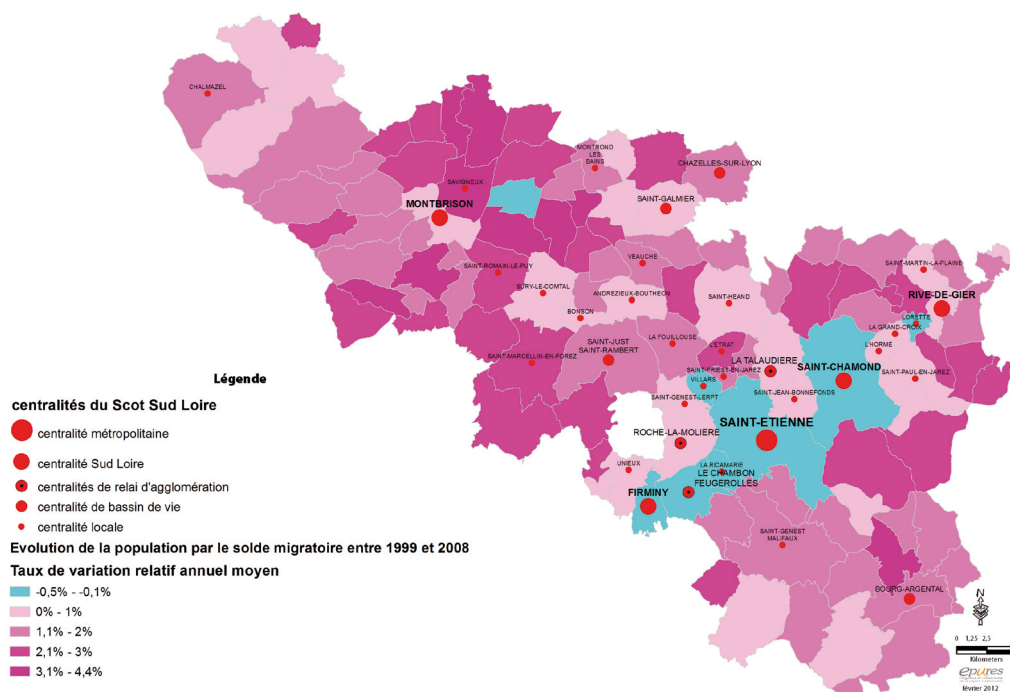 CHALMAZEL
MONTROND
LES
BAINS
CHAZELLES-SUR-LYON
SAVIGNEUX
MONTBRISON
SAINT-GALMIER
SAINT-ROMAIN-LE-PUY
VEAUCHE
SAINT-MARTIN-LA-PLAINE
SURY-LE-COMTAL
ANDREZIEUX-BOUTHEON
SAINT-HEAND
RIVE-DE-GIER
BONSON
LORETTE
LA GRAND-CROIX
LA FOUILLOUSE
L'ETRAT
L'HORME
SAINT-JUST
SAINT-RAMBERT
SAINT-MARCELLIN-EN-FOREZ
LA TALAUDIERE
SAINT-PRIEST-EN-JAREZ
SAINT-CHAMOND
SAINT-PAUL-EN-JAREZ
VILLARS
SAINT-GENEST-LERPT
SAINT-JEAN-BONNEFONDS
SAINT-ETIENNE
ROCHE-LA-MOLIERE
UNIEUX
LA RICAMARIE
LE CHAMBON
FEUGEROLLES
FIRMINY
SAINT-GENEST
MALIFAUX
BOURG-ARGENTAL
Légende
centralités du Scot Sud Loire
centralité métropolitaine
centralité Sud Loire
centralités de relai d'agglomération
centralité de bassin de vie
centralité locale
Evolution de la population par le solde migratoire entre 1999 et 2008
Taux de variation relatif annuel moyen
-0,5% - -0,1%
0% - 1%
1,1% - 2%
2,1% - 3%
3,1% - 4,4%
N
0 1,25 2,5
Kilometers
epures
février 2012